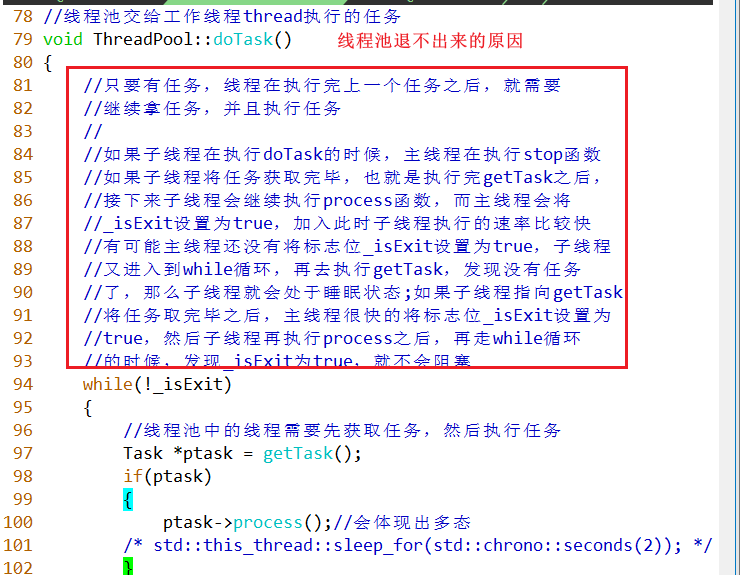 78 //线程池交给工作线程thread执行的任务
79 void ThreadPool::doTask() 线程池退不出来的原因
80 {
81 //只要有任务，线程在执行完上一个任务之后，就需要
82 //继续拿任务，并且执行任务
83 //
84 //如果子线程在执行doTask的时候，主线程在执行stop函数
85 //如果子线程将任务获取完毕，也就是执行完getTask之后，
86 //接下来子线程会继续执行process函数，而主线程会将
87 //_isExit设置为true，加入此时子线程执行的速率比较快
88 //有可能主线程还没有将标志位_isExit设置为true，子线程
89 //又进入到while循环，再去执行getTask，发现没有任务
90 //了，那么子线程就会处于睡眠状态;如果子线程指向getTask
91 //将任务取完毕之后，主线程很快的将标志位_isExit设置为
92 //true，然后子线程再执行process之后，再走while循环
93 //的时候，发现_isExit为true，就不会阻塞
94 while(!_isExit)
95 {
96 //线程池中的线程需要先获取任务，然后执行任务
97 Task *ptask = getTask();
98 if(ptask)
99 {
100 ptask->process();//会体现出多态
101 /* std::this_thread::sleep_for(std::chrono::seconds(2)); */
102 }